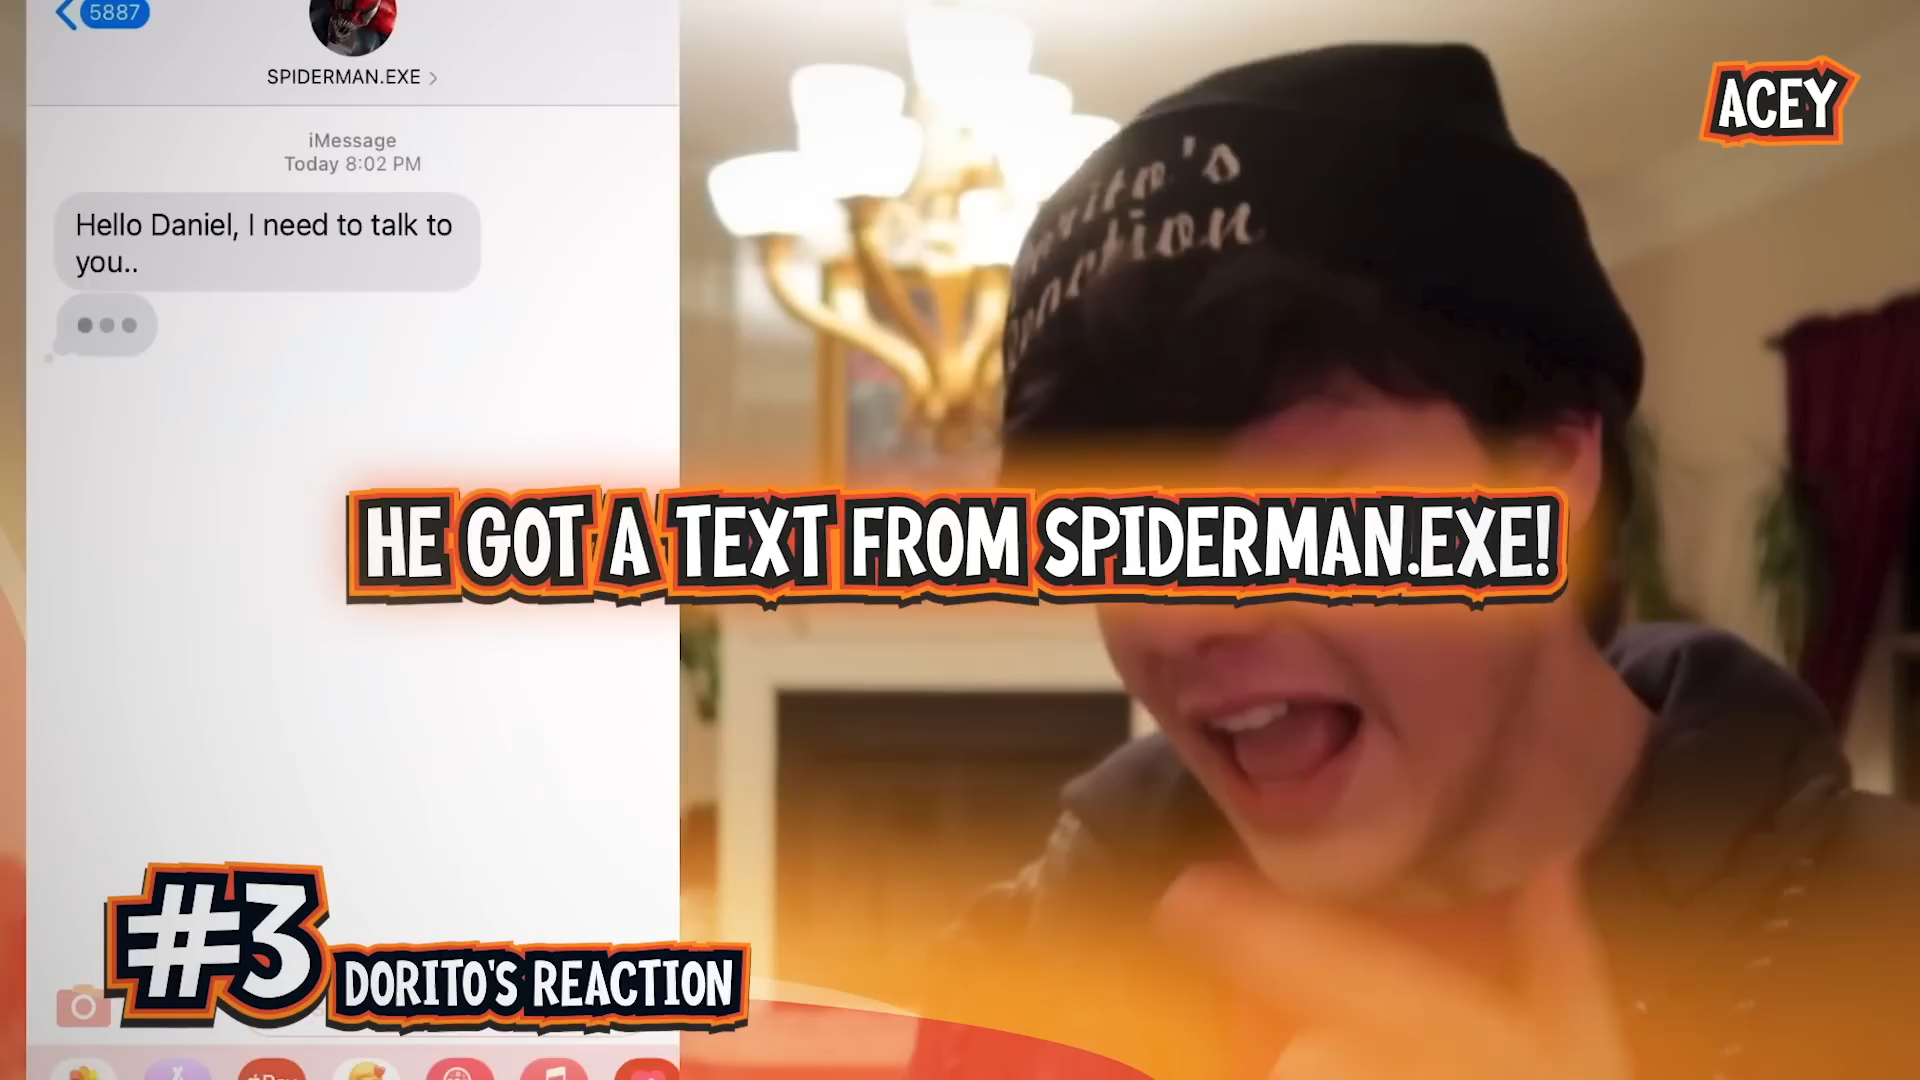 5887
SPIDERMAN.EXE
iMessage
Today 8:02 PM
Hello Daniel, I need to talk to
you..
ACEY
HE GOT A TEXT FROM SPIDERMAN.EXE!
#3
DORITO'S REACTION